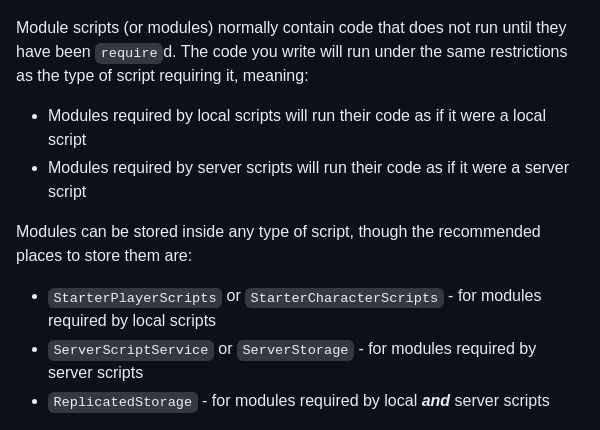 Module scripts (or modules) normally contain code that does not run until they
have been required. The code you write will run under the same restrictions
as the type of script requiring it, meaning:
• Modules required by local scripts will run their code as if it were a local
script
• Modules required by server scripts will run their code as if it were a server
script
Modules can be stored inside any type of script, though the recommended
places to store them are:
• StarterPlayerScripts or StarterCharacterScripts - for modules
required by local scripts
• ServerScriptService or ServerStorage - for modules required by
server scripts
• ReplicatedStorage - for modules required by local and server scripts